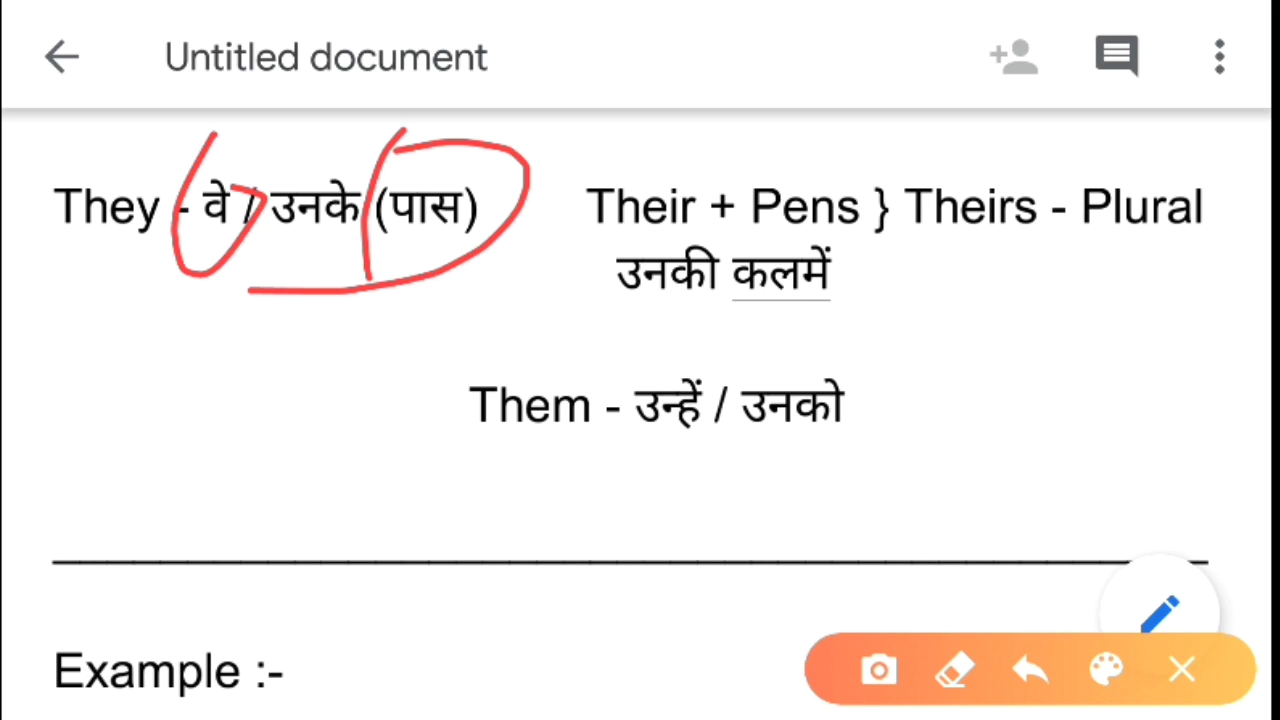 Untitled document
They - वे / उनके (पास) Their + Pens } Theirs - Plural
उनकी कलमें
Them - उन्हें / उनको
Example :-